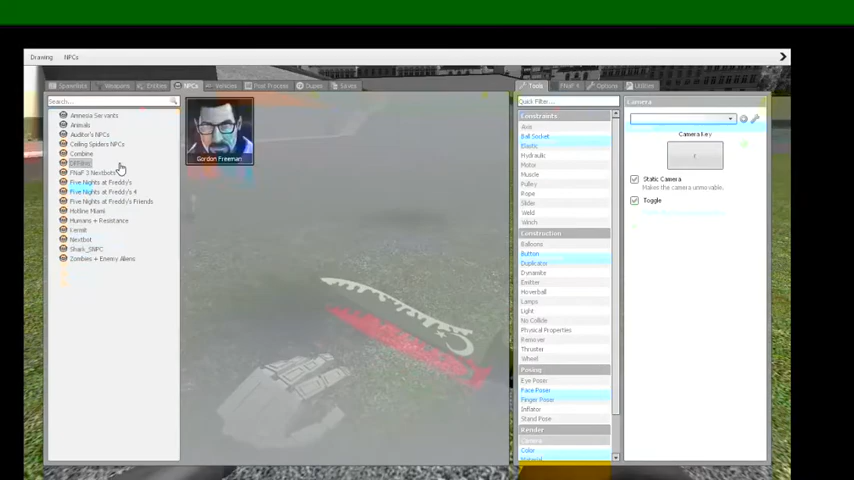 Drawing NPCs
Spawnlists Weapons Entities NPCs Vehicles Post Process Dupes Saves
Tools FNaF 4 Options Utilities
Search...
Amnesia Servants
Animals
Auditor's NPCs
Ceiling Spiders NPCs
Combine
FNaF 3 Nextbots
Five Nights at Freddy's
Five Nights at Freddy's 4
Five Nights at Freddy's Friends
Hotline Miami
Humans + Resistance
Kermit
Nextbot
Shark_SNPC
Zombies + Enemy Aliens
Gordon Freeman
Quick Filter...
Constraints
Axis
Ball Socket
Elastic
Hydraulic
Motor
Muscle
Pulley
Rope
Slider
Weld
Winch
Construction
Balloons
Button
Duplicator
Dynamite
Emitter
Hoverball
Lamps
Light
No Collide
Physical Properties
Remover
Thruster
Wheel
Posing
Eye Poser
Face Poser
Finger Poser
Inflator
Stand Pose
Render
Camera
Color
Material
Camera
Camera Key
Static Camera
Makes the camera unmovable.
Toggle